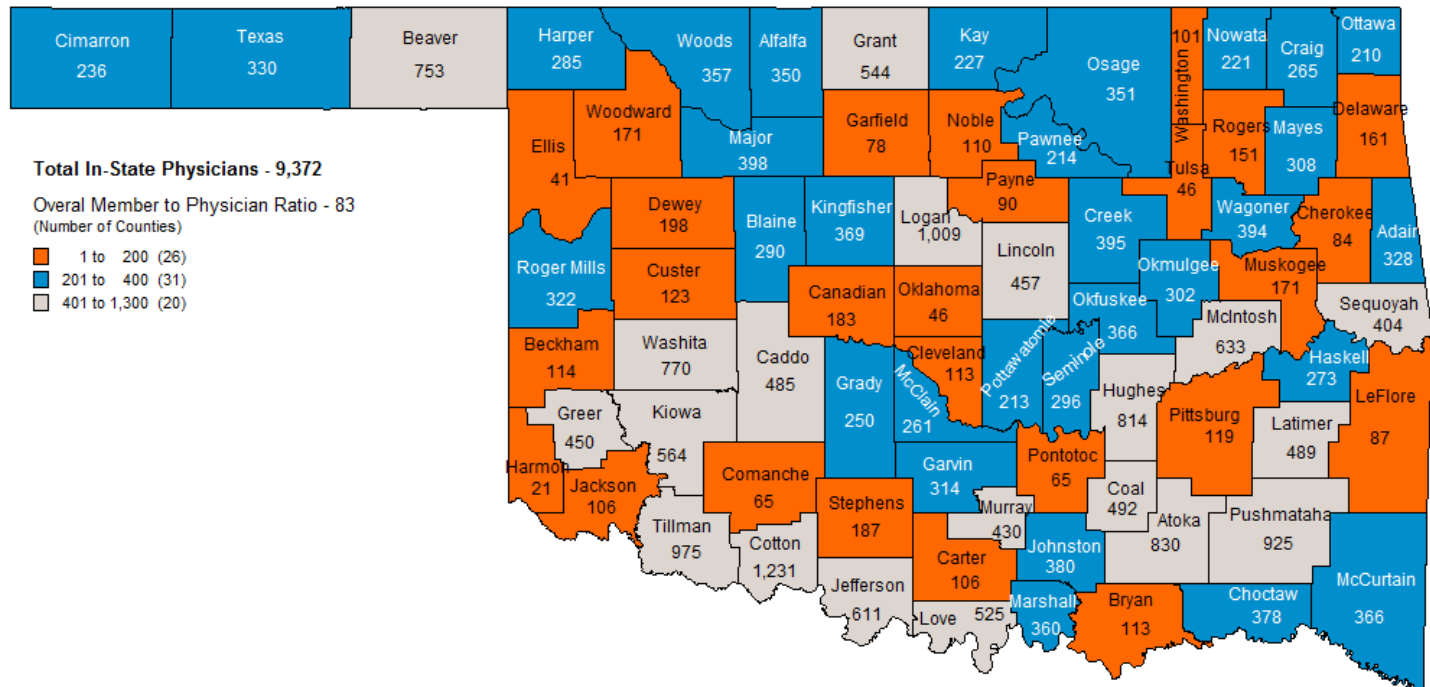 Cimarron
236
Texas
330
Beaver
753
Harper
285
Woods
357
Alfalfa
350
Grant
544
Kay
227
Osage
351
Washington
101
Nowata
221
Craig
265
Ottawa
210
Ellis
41
Woodward
171
Major
398
Garfield
78
Noble
110
Pawnee
214
Tulsa
46
Rogers
151
Mayes
308
Delaware
161
Total In-State Physicians - 9,372
Overal Member to Physician Ratio - 83
(Number of Counties)
1 to 200 (26)
201 to 400 (31)
401 to 1,300 (20)
Roger Mills
322
Dewey
198
Custer
123
Blaine
290
Kingfisher
369
Logan
1,009
Payne
90
Lincoln
457
Creek
395
Wagoner
394
Cherokee
84
Adair
328
Okmulgee
302
Muskogee
171
Sequoyah
404
Canadian
183
Oklahoma
46
Okfuskee
366
McIntosh
633
Beckham
114
Washita
770
Caddo
485
Grady
250
McClain
261
Cleveland
113
Pottawatomie
213
Seminole
296
Hughes
814
Pittsburg
119
Haskell
273
Latimer
489
LeFlore
87
Greer
450
Kiowa
564
Harmon
21
Jackson
106
Comanche
65
Stephens
187
Garvin
314
Pontotoc
65
Coal
492
Murray
430
Atoka
830
Pushmataha
925
Tillman
975
Cotton
1,231
Jefferson
611
Carter
106
Love
525
Johnston
380
Marshall
360
Bryan
113
Choctaw
378
McCurtain
366